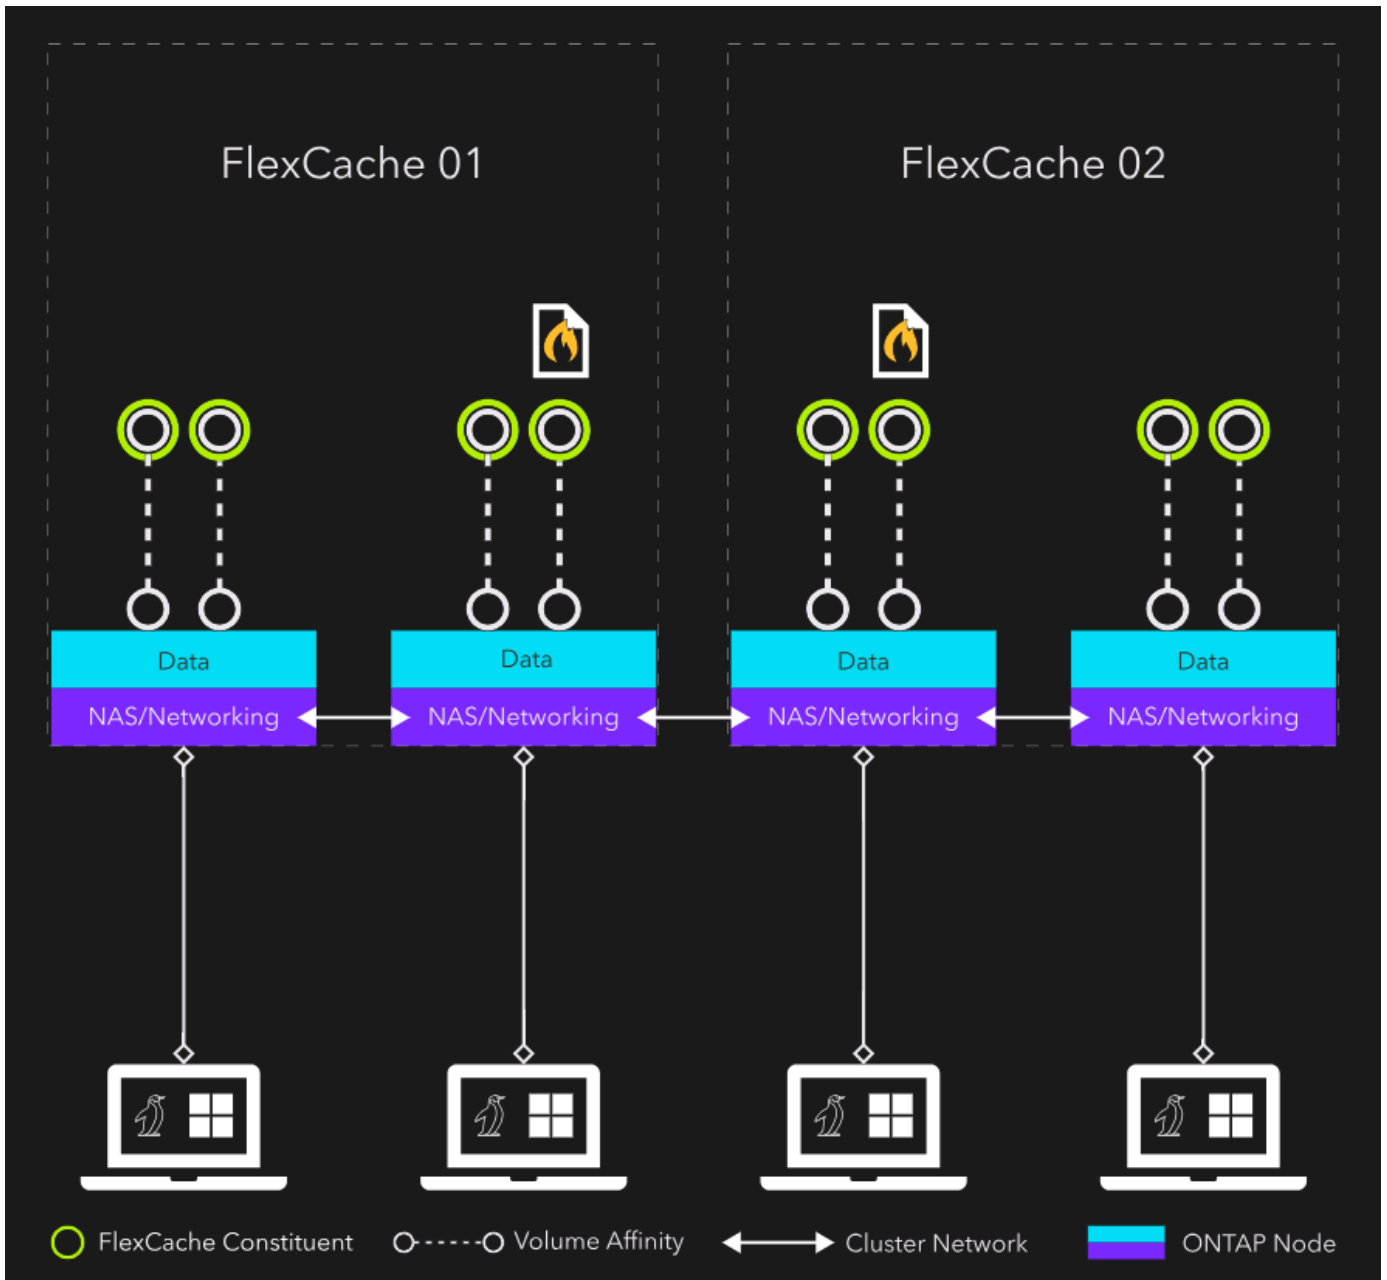 FlexCache 01
FlexCache 02
Data
Data
Data
Data
NAS/Networking
NAS/Networking
NAS/Networking
NAS/Networking
FlexCache Constituent
Volume Affinity
Cluster Network
ONTAP Node